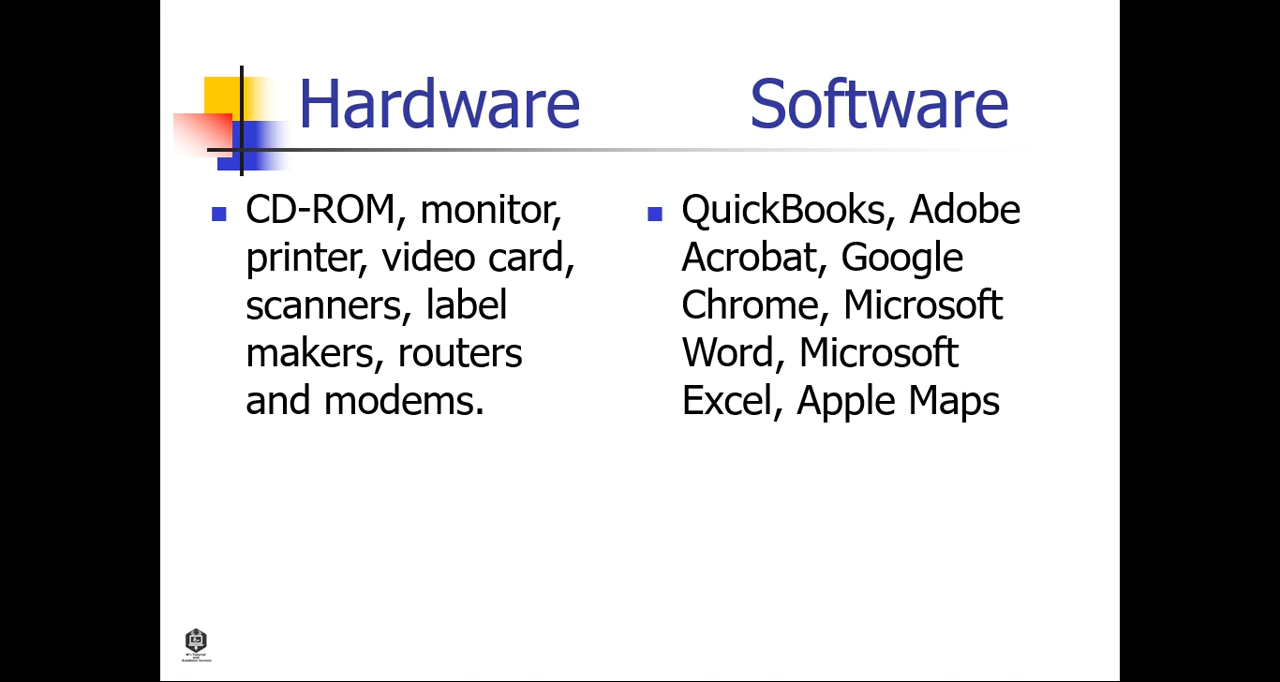 Hardware Software
CD-ROM, monitor,
printer, video card,
scanners, label
makers, routers
and modems.
QuickBooks, Adobe
Acrobat, Google
Chrome, Microsoft
Word, Microsoft
Excel, Apple Maps